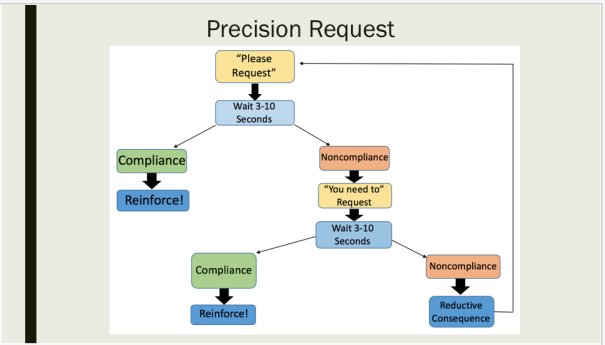 Precision Request
“Please
Request”
Wait 3-10
Seconds
Compliance
Reinforce!
Noncompliance
“You need to”
Request
Wait 3-10
Seconds
Compliance
Reinforce!
Noncompliance
Reductive
Consequence